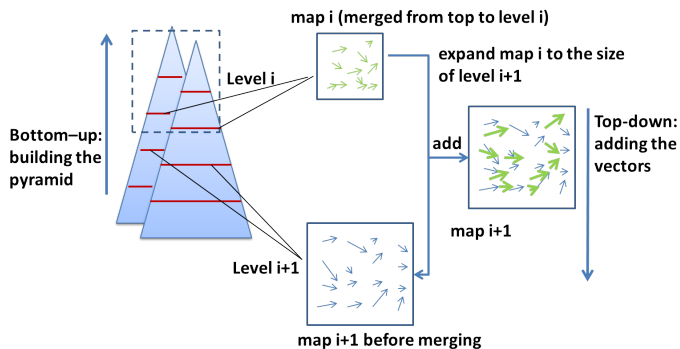 map i (merged from top to level i)
Level i
expand map i to the size
of level i+1
Bottom–up:
building the
pyramid
add
Top-down:
adding the
vectors
map i+1
Level i+1
map i+1 before merging